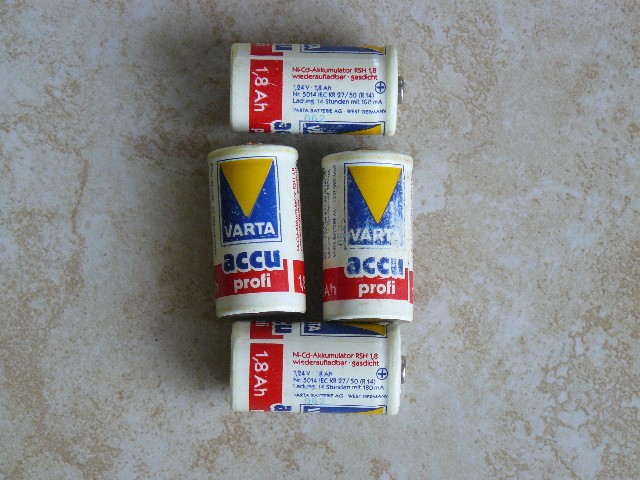 1,8 Ah
Ni-Cd-Akkumulator RSH 1,8
wiederaufladbar · gasdicht
1,24 V · 1,8 Ah
Nr. 5014 IEC KR 27/50 (R 14)
Ladung: 14 Stunden mit 180 mA
VARTA BATTERIE AG · WEST GERMANY
VARTA
accu
profi
1,8
VARTA
accu
profi
Ah
1,8 Ah
Ni-Cd-Akkumulator RSH 1,8
wiederaufladbar · gasdicht
1,24 V · 8 Ah
Nr. 5014 IEC KR 27/50 (R 14)
Ladung: 14 Stunden mit 180 mA
VARTA BATTERIE AG · WEST GERMANY